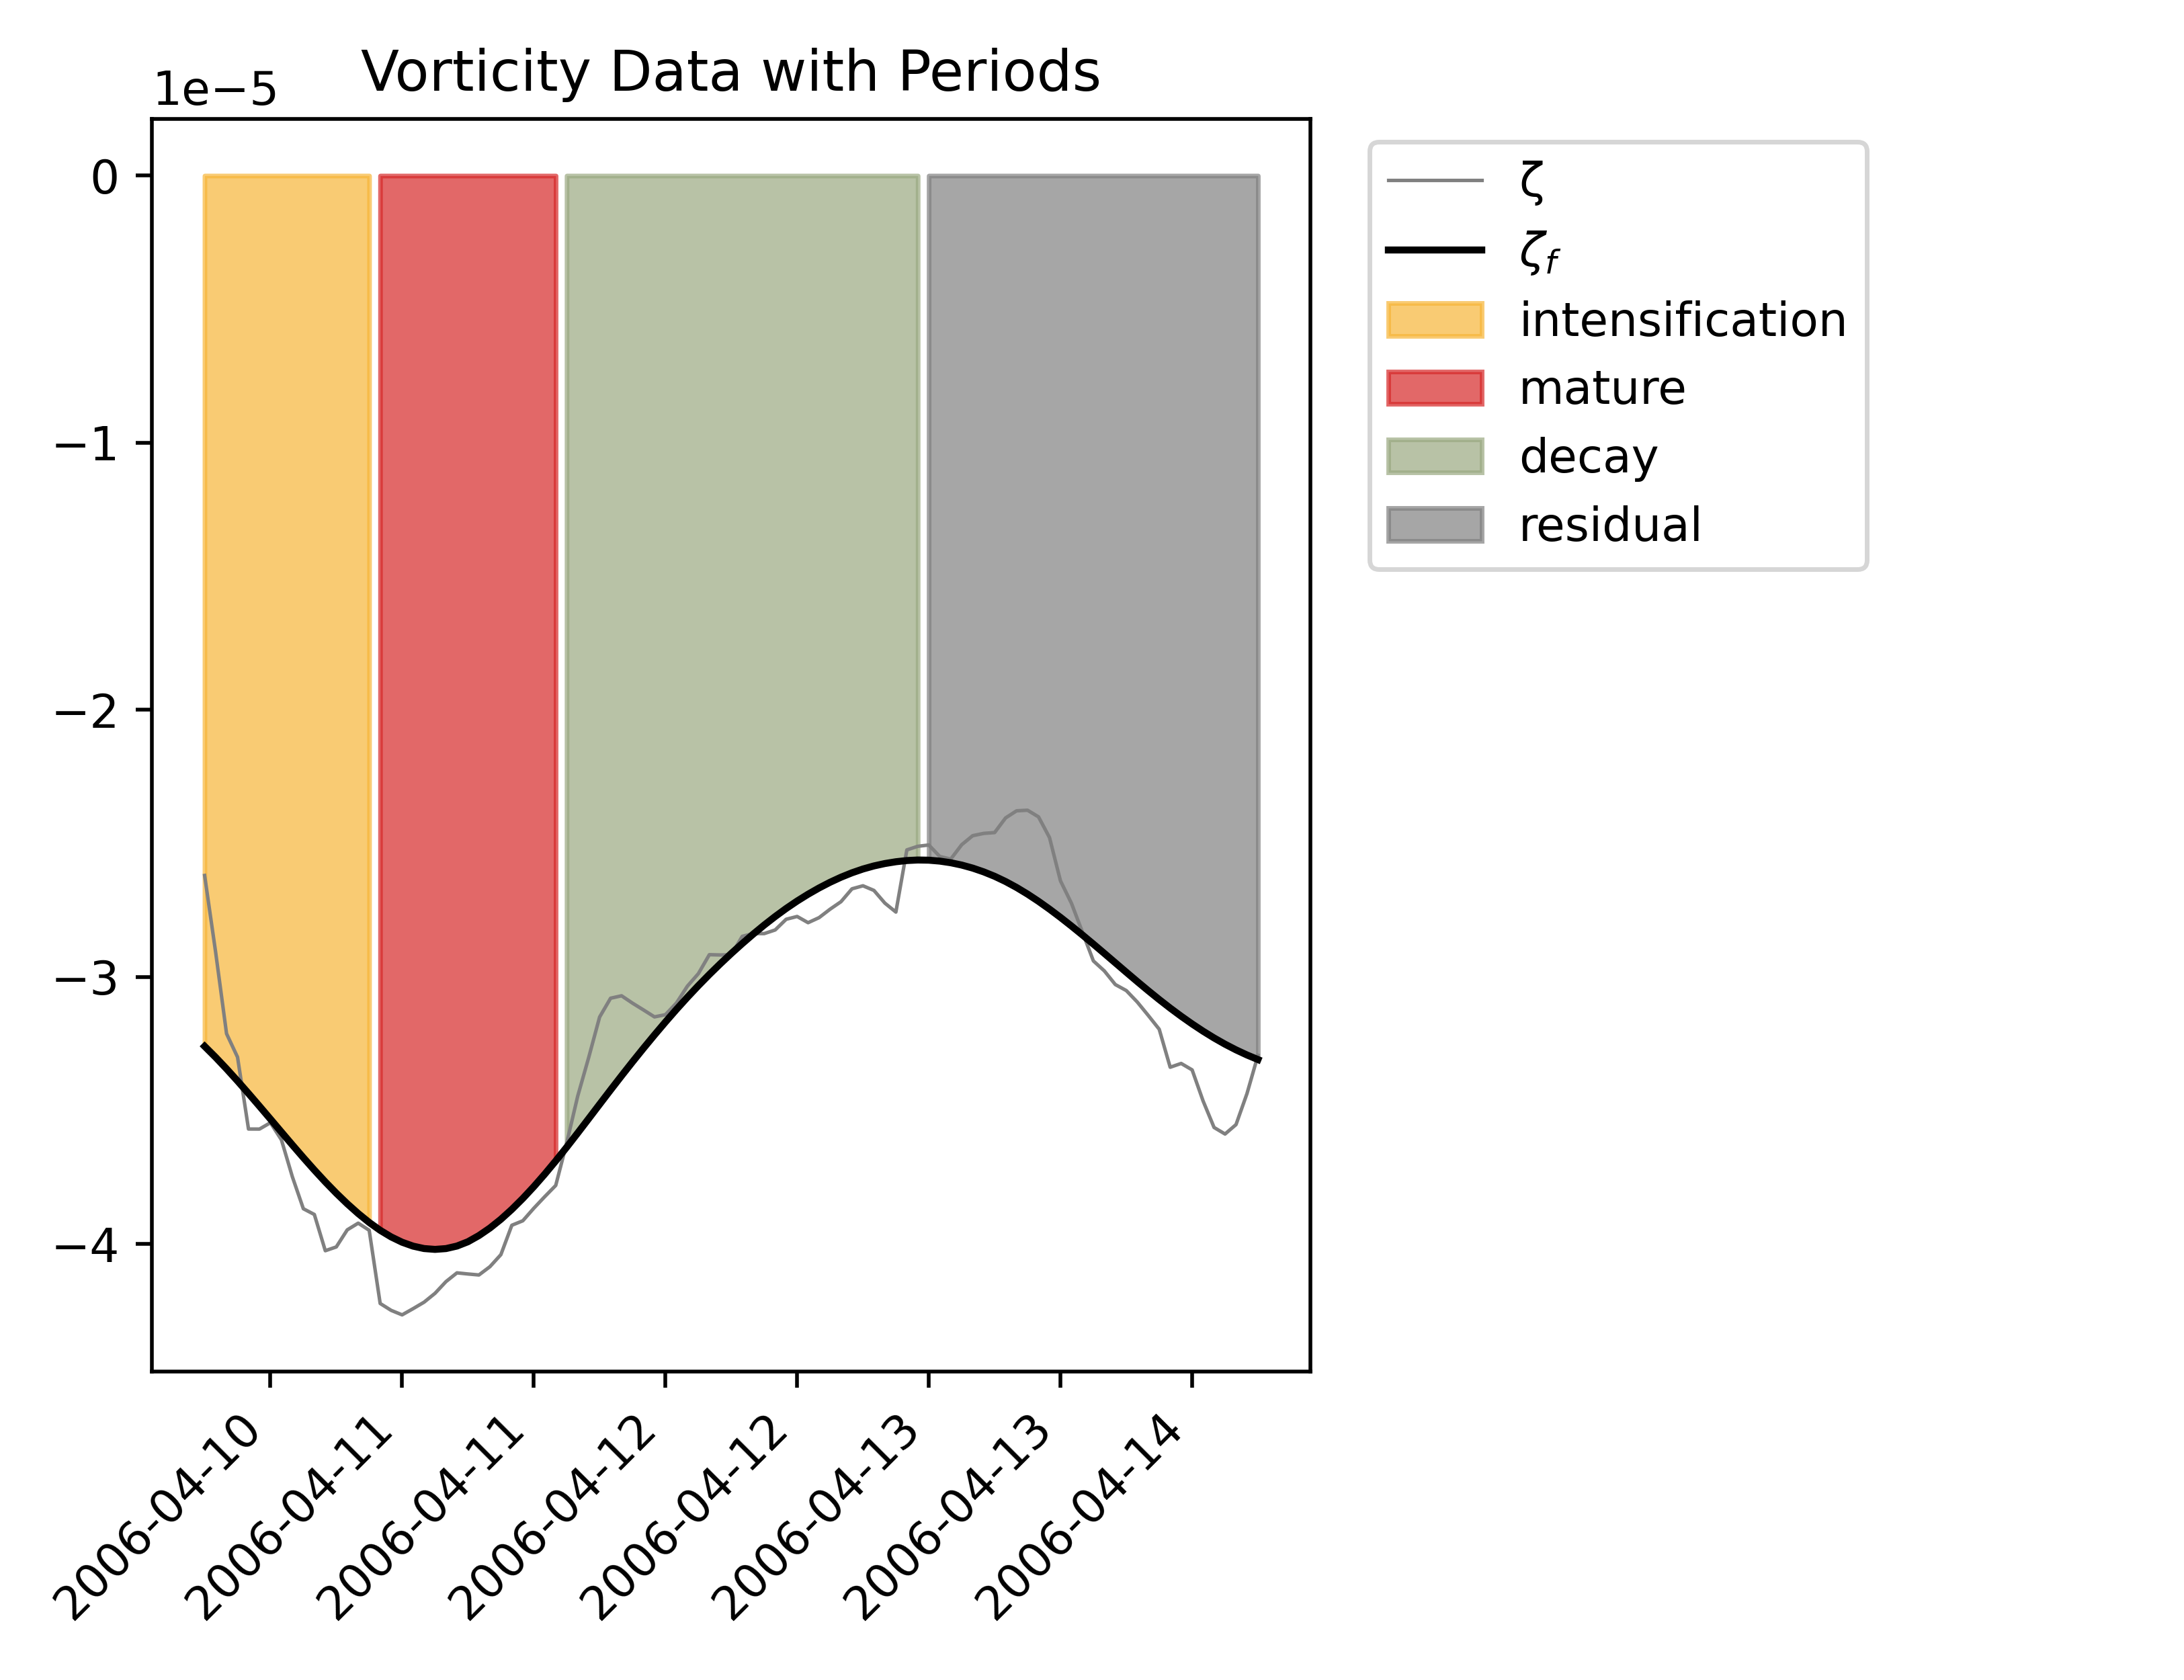 Vorticity Data with Periods
1e−5
0
−1
−2
−3
−4
2006-04-10
2006-04-11
2006-04-11
2006-04-12
2006-04-12
2006-04-13
2006-04-13
2006-04-14
ζ
ζf
intensification
mature
decay
residual